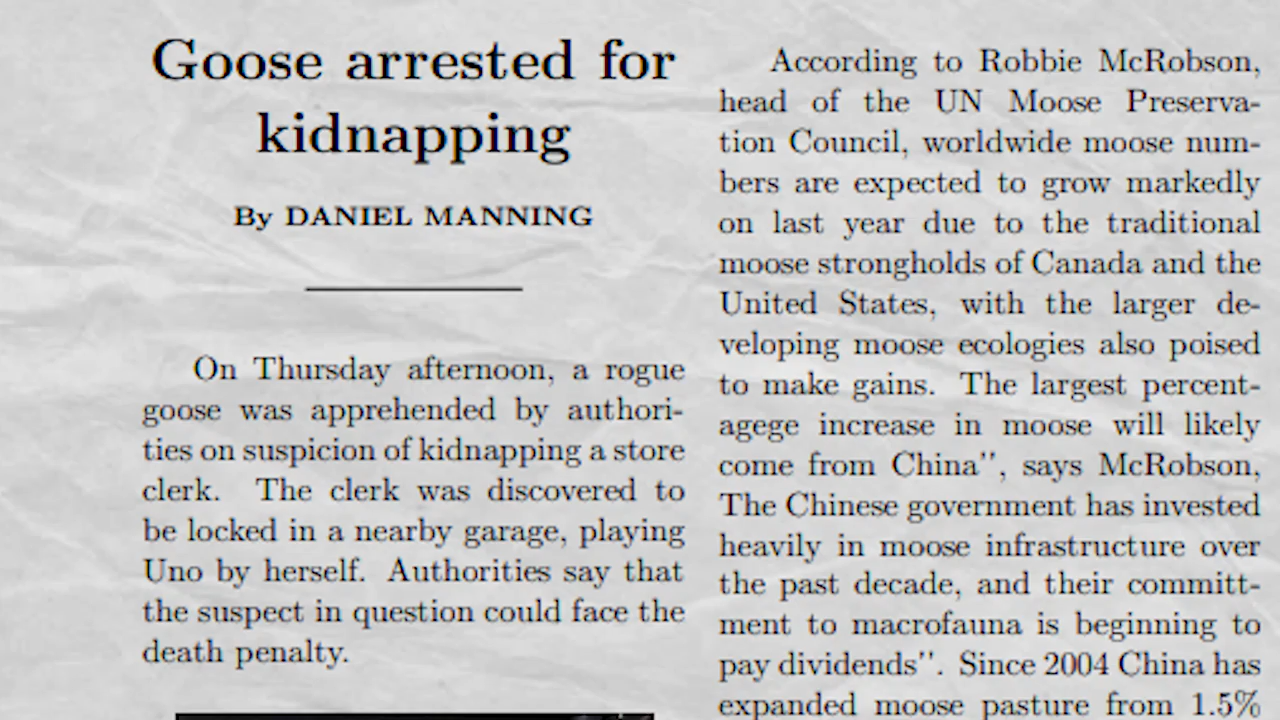 Goose arrested for
kidnapping
By DANIEL MANNING
On Thursday afternoon, a rogue
goose was apprehended by authori-
ties on suspicion of kidnapping a store
clerk. The clerk was discovered to
be locked in a nearby garage, playing
Uno by herself. Authorities say that
the suspect in question could face the
death penalty.
According to Robbie McRobson,
head of the UN Moose Preserva-
tion Council, worldwide moose num-
bers are expected to grow markedly
on last year due to the traditional
moose strongholds of Canada and the
United States, with the larger de-
veloping moose ecologies also poised
to make gains. The largest percent-
agege increase in moose will likely
come from China", says McRobson,
The Chinese government has invested
heavily in moose infrastructure over
the past decade, and their committ-
ment to macrofauna is beginning to
pay dividends". Since 2004 China has
expanded moose pasture from 1.5%